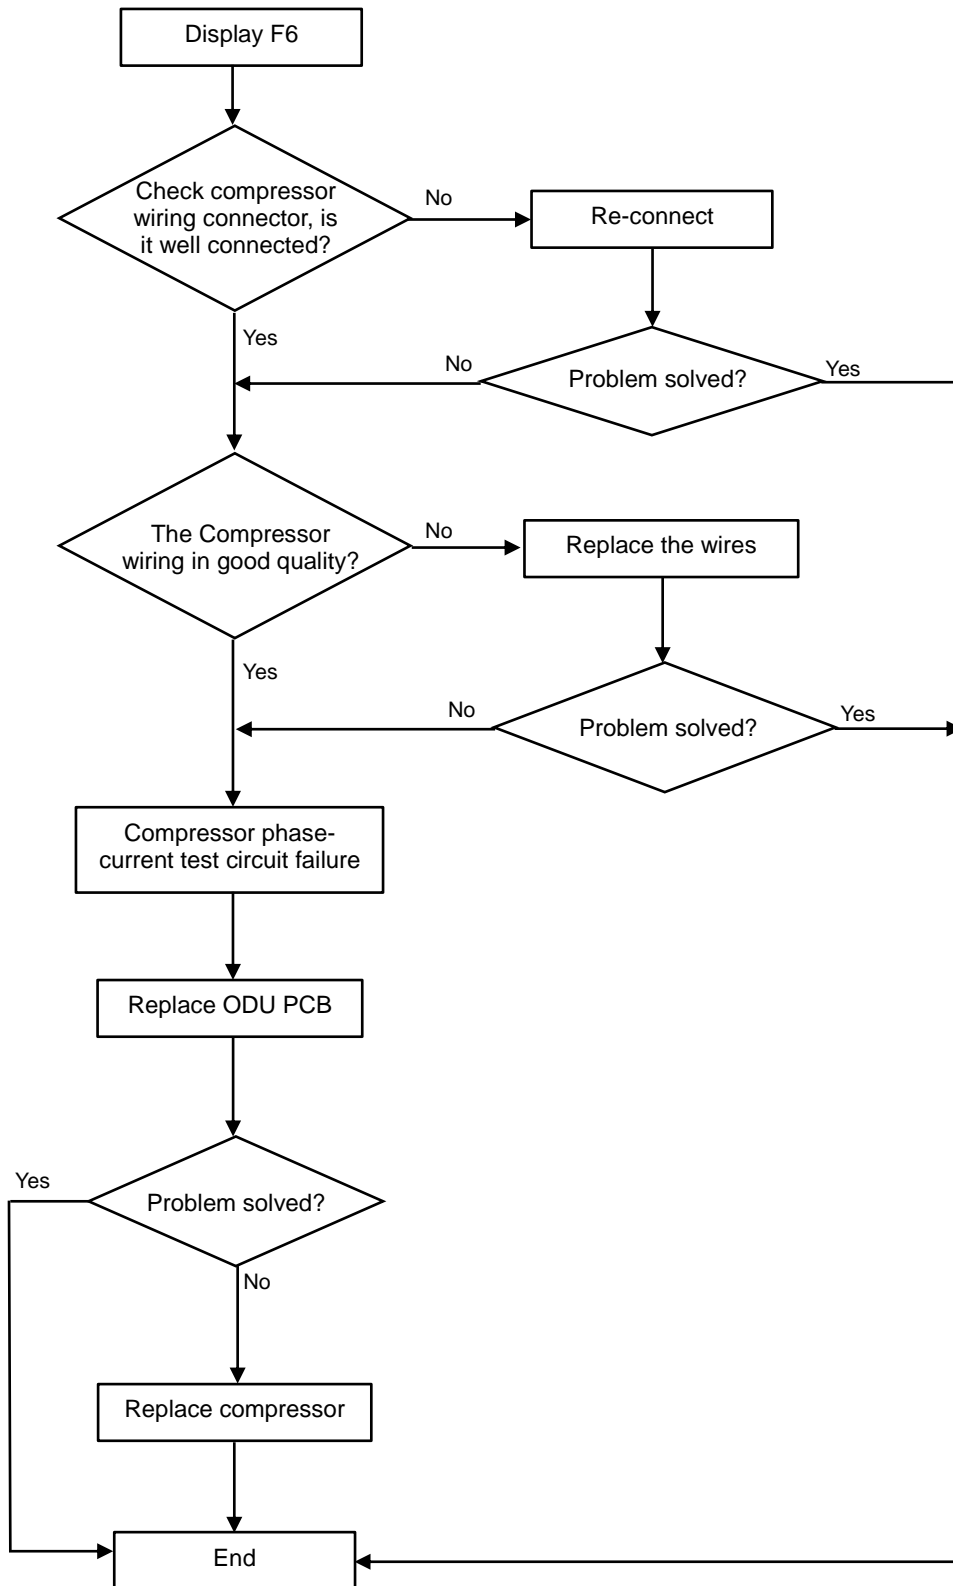 Display F6
Check compressor
wiring connector, is
it well connected?
No
Re-connect
Yes
No
Problem solved?
Yes
The Compressor
wiring in good quality?
No
Replace the wires
Yes
No
Problem solved?
Yes
Compressor phase-
current test circuit failure
Replace ODU PCB
Yes
Problem solved?
No
Replace compressor
End